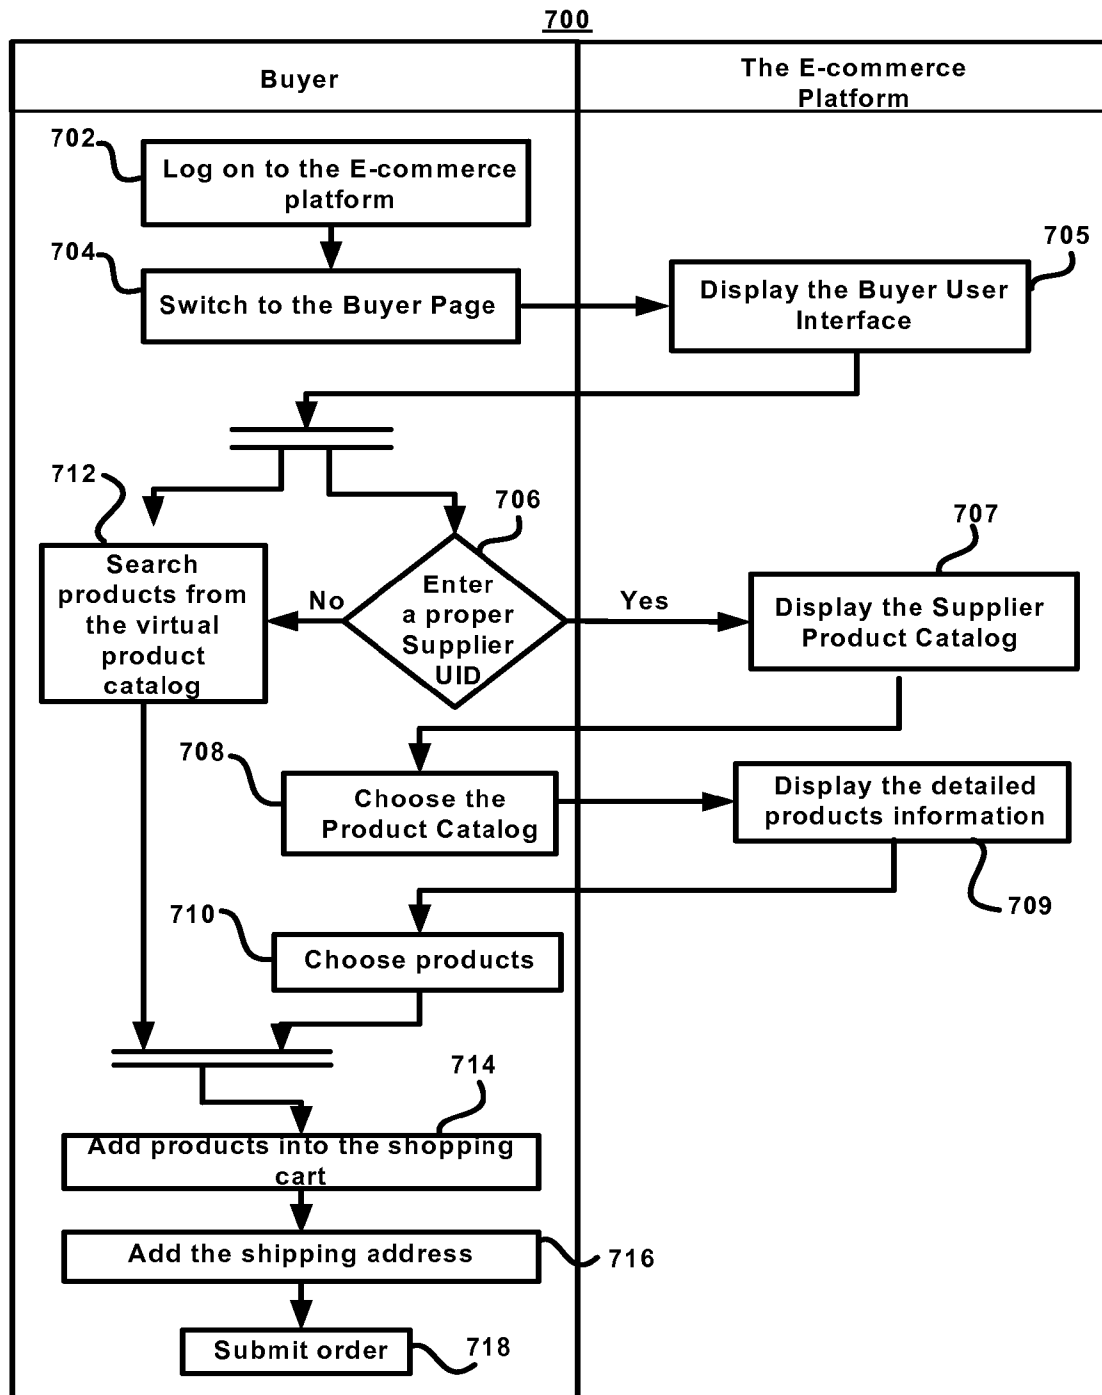 700
Buyer
The E-commerce
Platform
702
Log on to the E-commerce
platform
704
Switch to the Buyer Page
705
Display the Buyer User
Interface
712
Search
products from
the virtual
product
catalog
706
Enter
a proper
Supplier
UID
No
Yes
707
Display the Supplier
Product Catalog
708
Choose the
Product Catalog
Display the detailed
products information
709
710
Choose products
714
Add products into the shopping
cart
Add the shipping address
716
Submit order
718